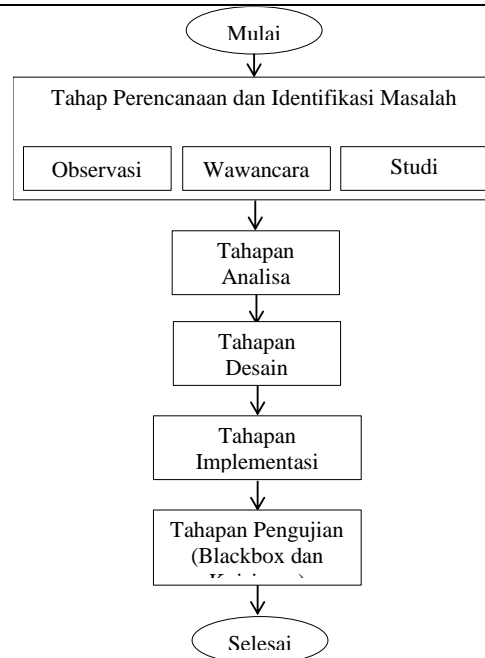 Mulai
Tahap Perencanaan dan Identifikasi Masalah
Observasi
Wawancara
Studi
Tahapan
Analisa
Tahapan
Desain
Tahapan
Implementasi
Tahapan Pengujian
(Blackbox dan
Selesai